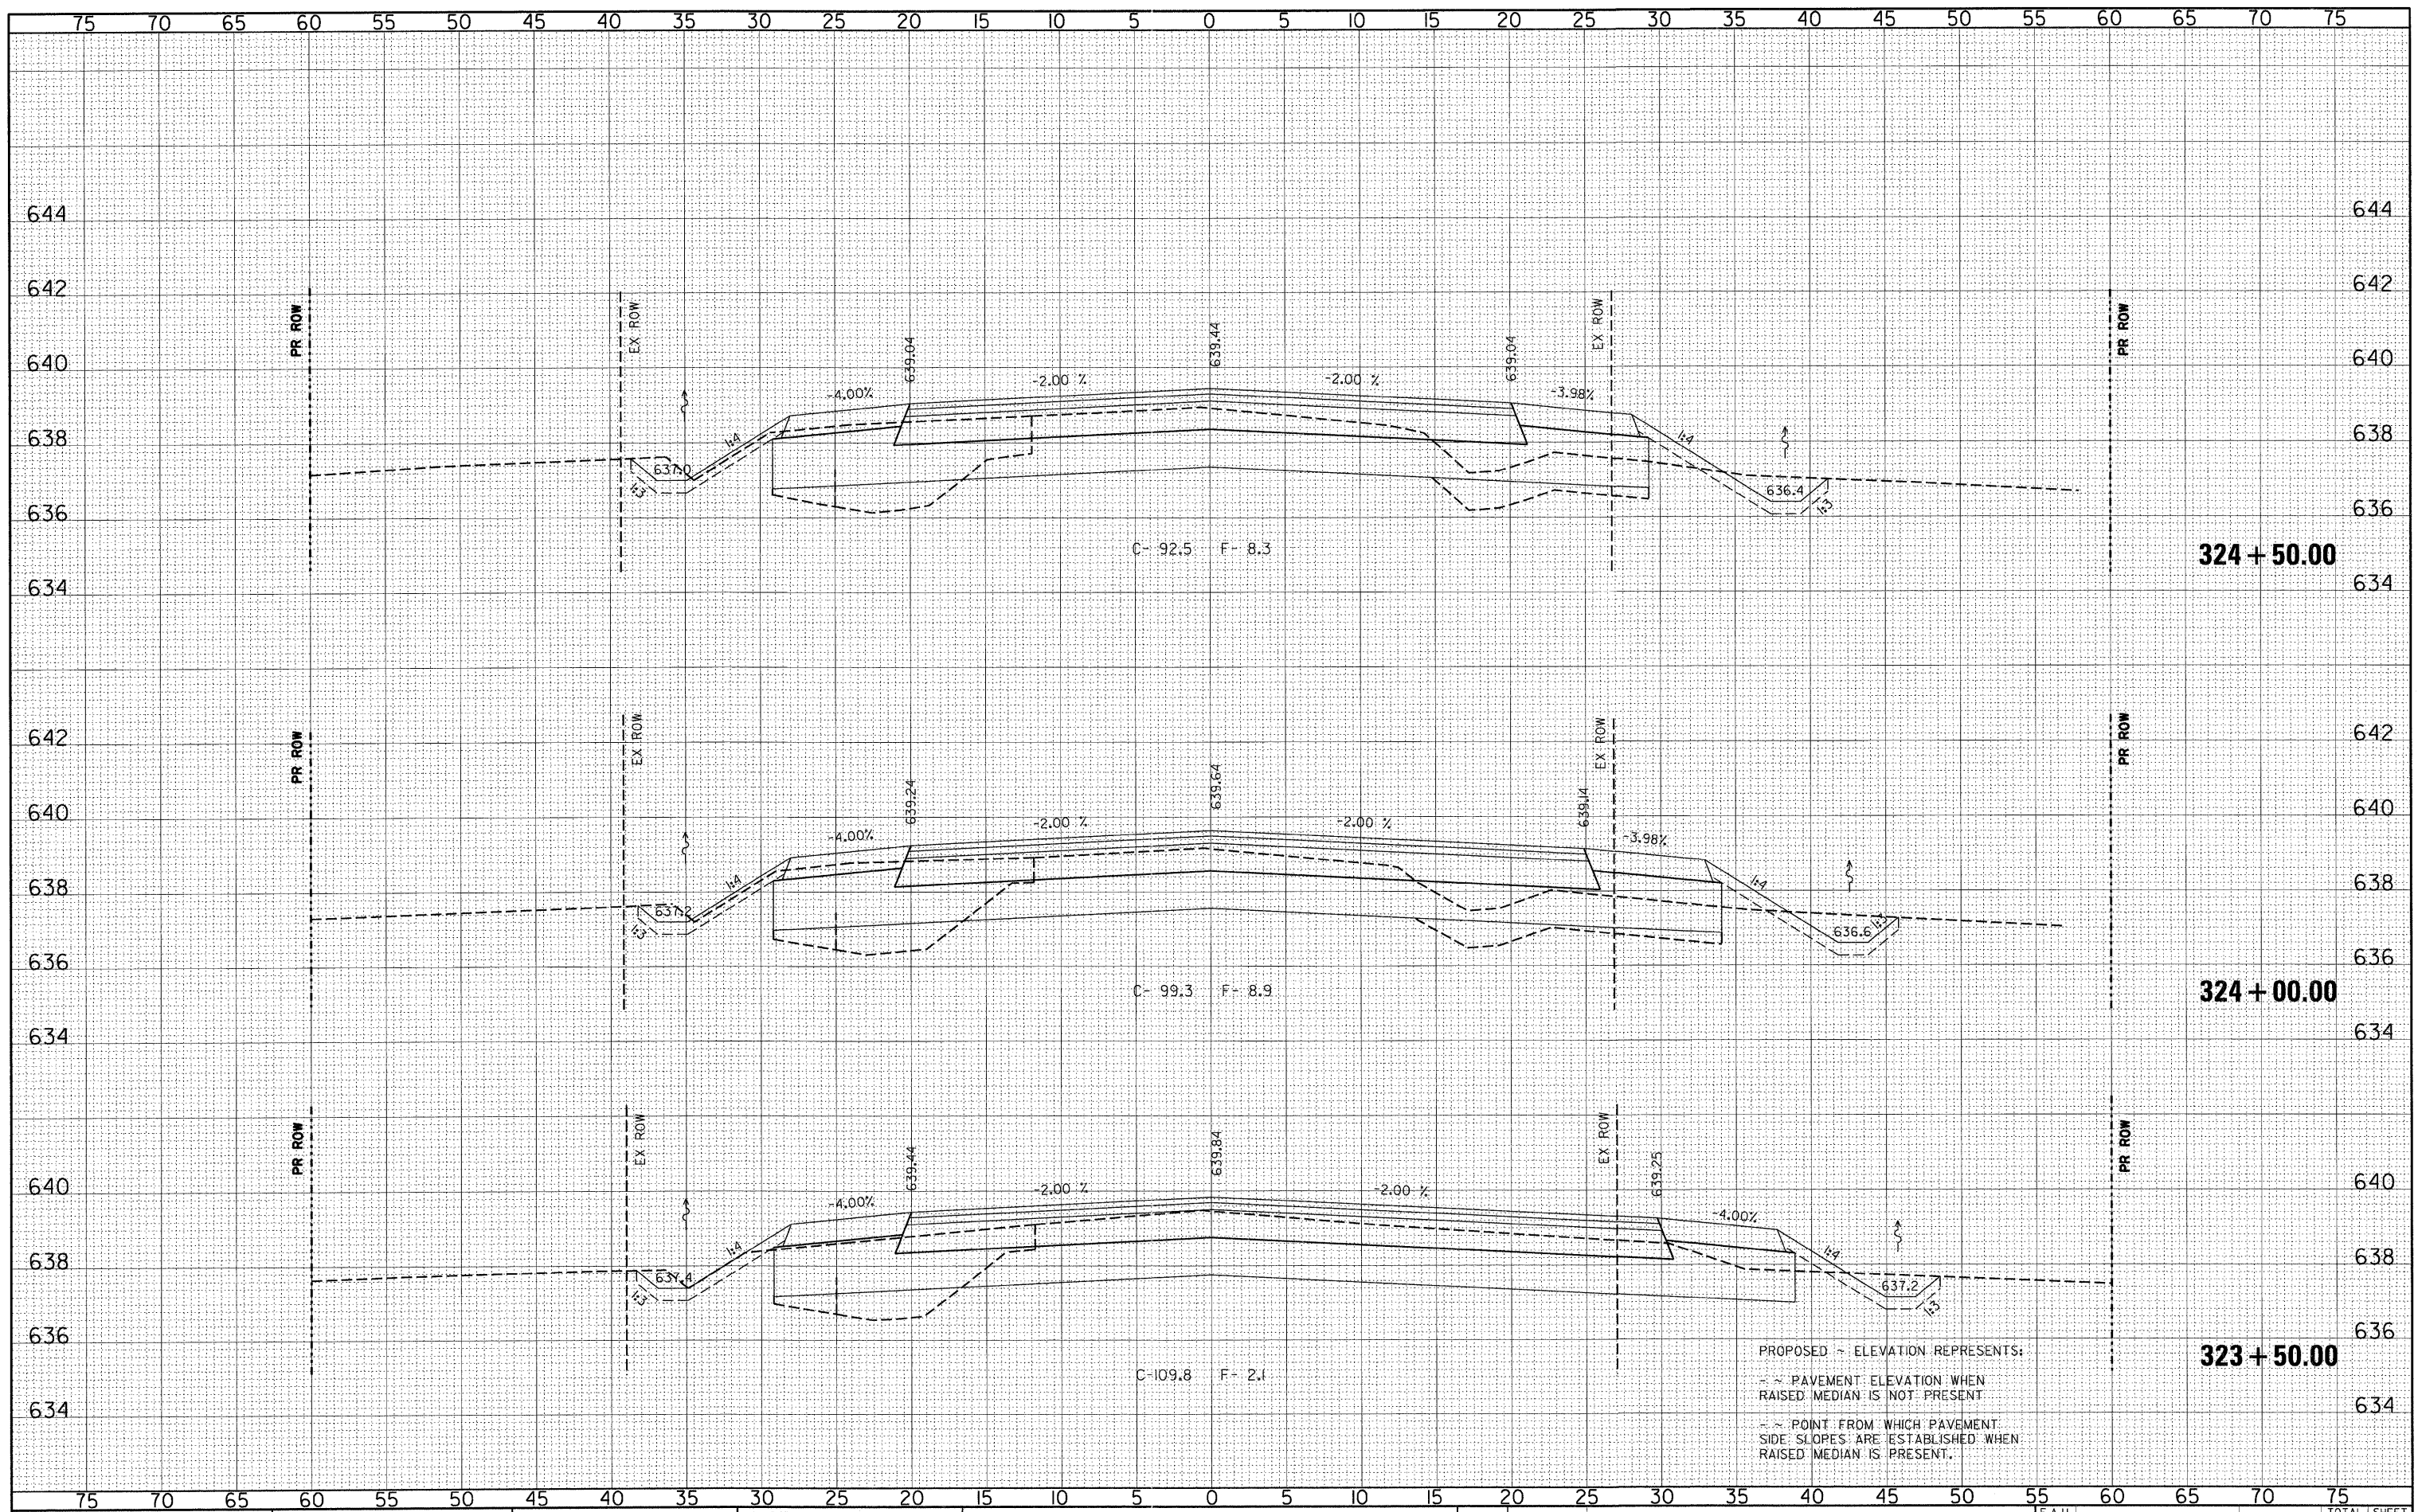 75 70 65 60 55 50 45 40 35 30 25 20 15 10 5 0 5 10 15 20 25 30 35 40 45 50 55 60 65 70 75
644 644
642 642
PR ROW EX ROW EX ROW PR ROW
640 639.04 639.44 639.04 640
-4.00% -2.00 % -2.00 % -3.98%
638 1:4 1:4 638
637.0 636.4
1:3 1:3
636 636
C- 92.5 F- 8.3
324 + 50.00
634 634
642 642
PR ROW EX ROW EX ROW PR ROW
640 639.24 639.64 639.14 640
-4.00% -2.00 % -2.00 % -3.98%
638 1:4 1:4 638
637.2 1:3
1:3 636.6
636 636
C- 99.3 F- 8.9
324 + 00.00
634 634
PR ROW EX ROW EX ROW PR ROW
640 639.44 639.84 639.25 640
-4.00% -2.00 % -2.00 % -4.00%
638 1:4 1:4 638
637.4 637.2
1:3 1:3
636 636
PROPOSED ~ ELEVATION REPRESENTS:
323 + 50.00
C-109.8 F- 2.1
- ~ PAVEMENT ELEVATION WHEN
RAISED MEDIAN IS NOT PRESENT
634 634
- ~ POINT FROM WHICH PAVEMENT
SIDE SLOPES ARE ESTABLISHED WHEN
RAISED MEDIAN IS PRESENT.
75 70 65 60 55 50 45 40 35 30 25 20 15 10 5 0 5 10 15 20 25 30 35 40 45 50 55 60 65 70 75
TOTAL SHEET